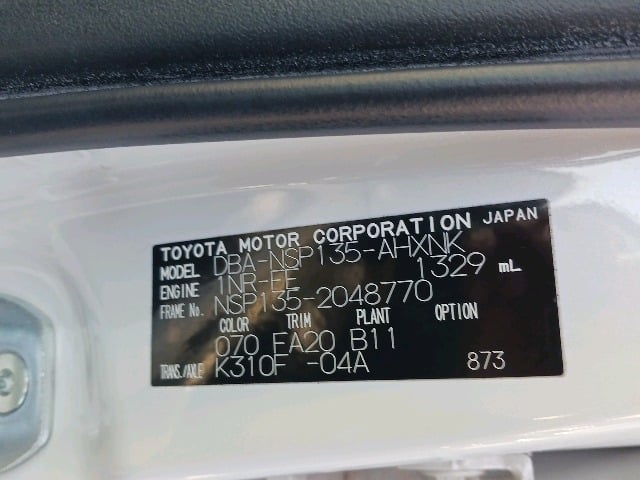 TOYOTA MOTOR CORPORATION JAPAN
MODEL DBA-NSP135-AHXNK
ENGINE 1NR-FE 1329 mL
FRAME No. NSP135-2048770
COLOR TRIM PLANT OPTION
070 FA20 B11
TRANS./AXLE K310F -04A 873